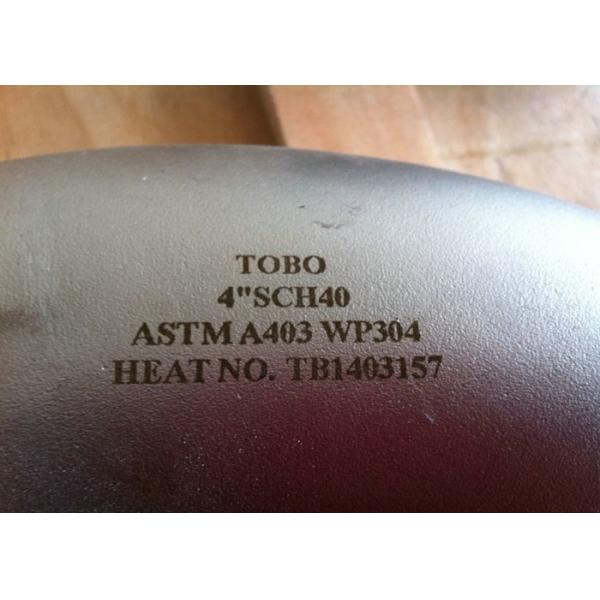 TOBO
4"SCH40
ASTM A403 WP304
HEAT NO. TB1403157